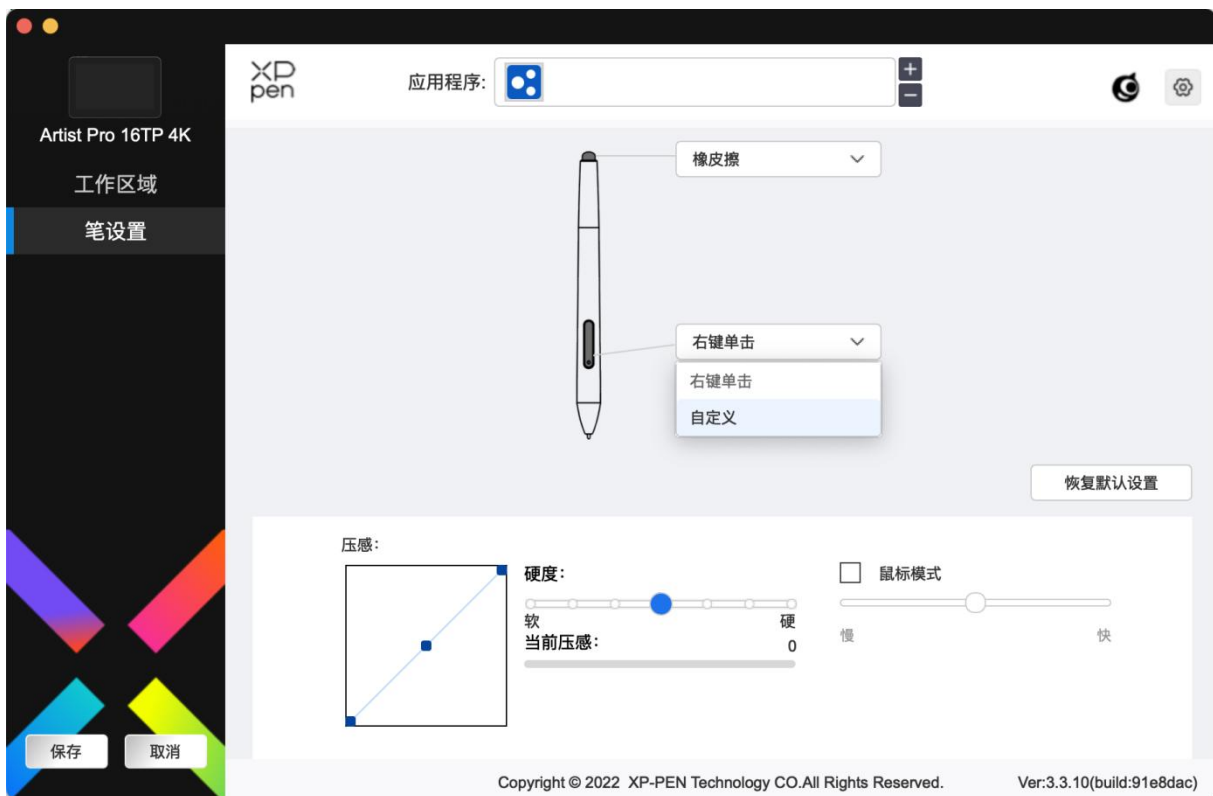 XP
pen
应用程序:
+
−
Artist Pro 16TP 4K
工作区域
笔设置
橡皮擦
右键单击
右键单击
自定义
恢复默认设置
压感:
硬度:
软 硬
当前压感: 0
鼠标模式
慢 快
保存 取消
Copyright © 2022 XP-PEN Technology CO.All Rights Reserved. Ver:3.3.10(build:91e8dac)